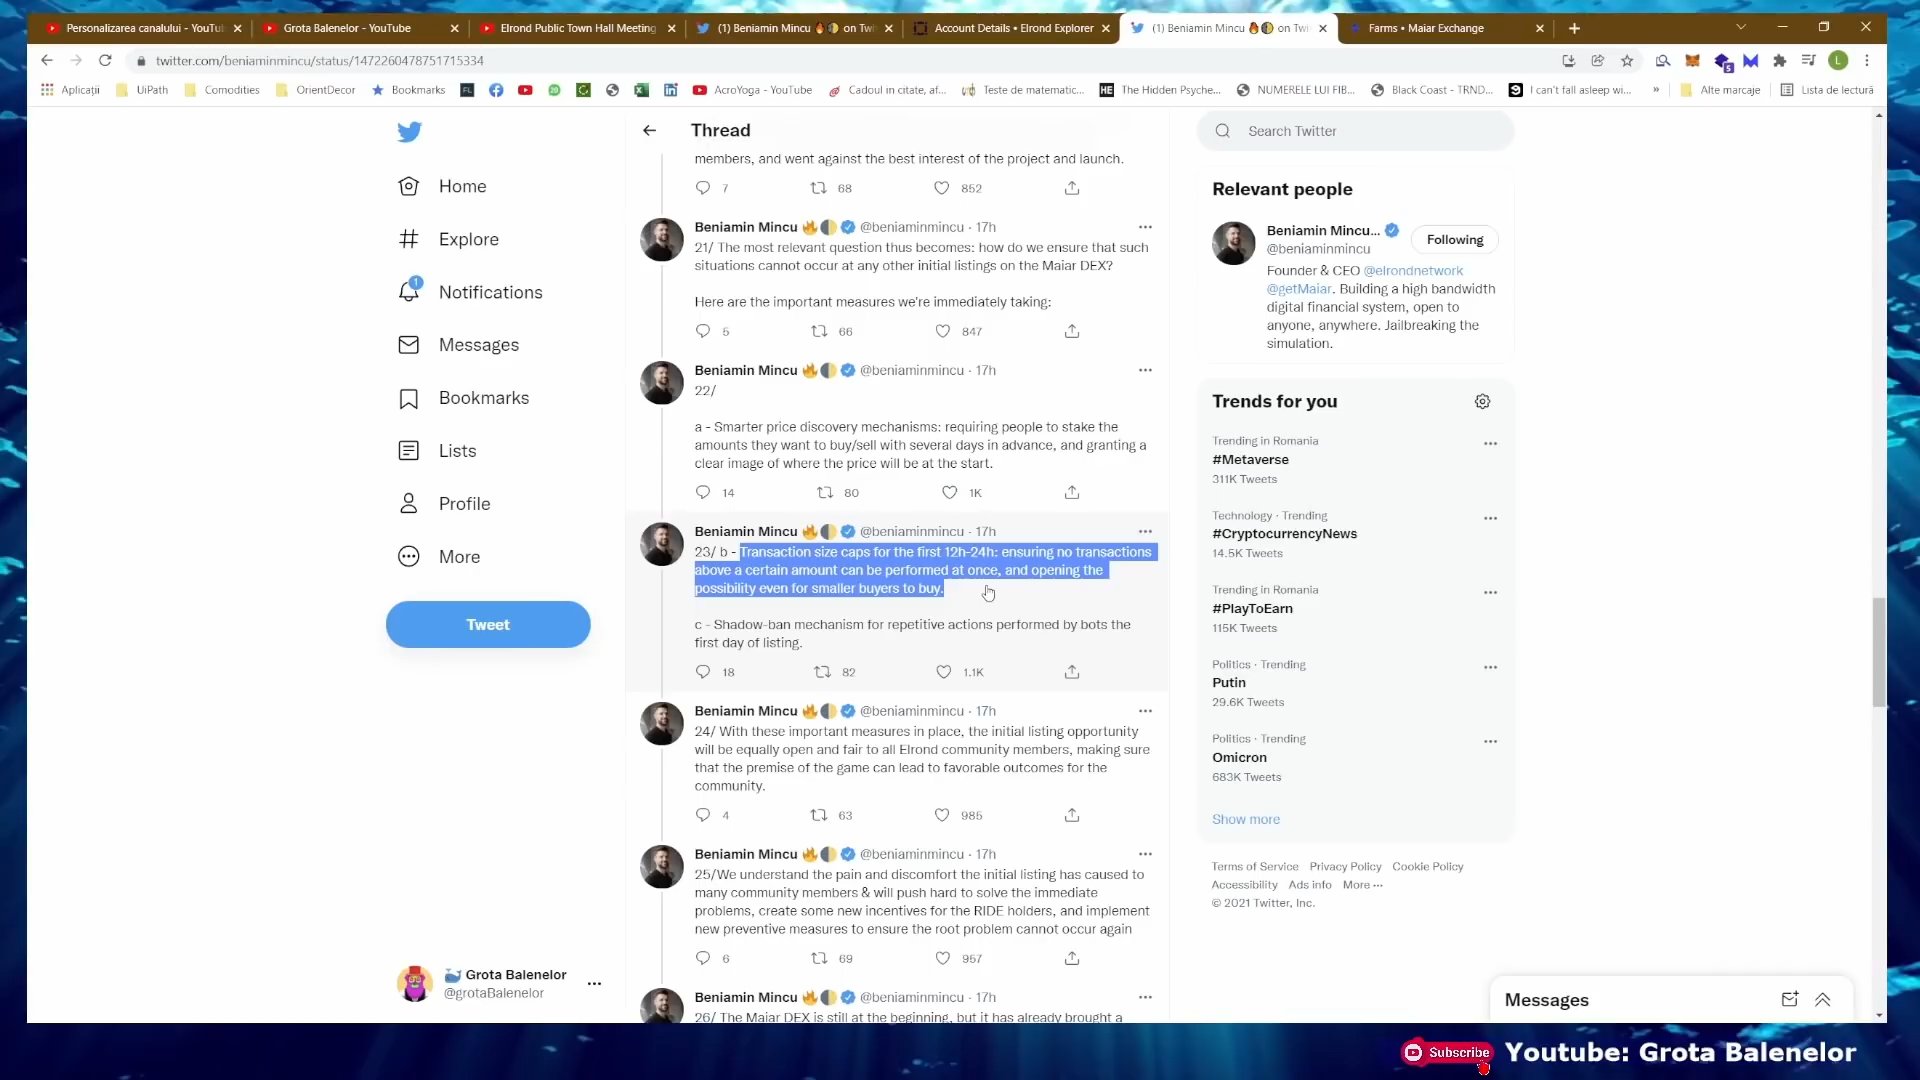 Personalizarea canalului - YouTu
Grota Balenelor - YouTube
Elrond Public Town Hall Meeting
(1) Beniamin Mincu 🔥🌓 on Twi
Account Details • Elrond Explorer
(1) Beniamin Mincu 🔥🌓 on Twi
Farms • Maiar Exchange
twitter.com/beniaminmincu/status/1472260478751715334
L
Aplicații
UiPath
Comodities
OrientDecor
Bookmarks
AcroYoga - YouTube
Cadoul in citate, af...
Teste de matematic...
The Hidden Psyche...
NUMERELE LUI FIB...
Black Coast - TRND...
I can't fall asleep wi...
»
Alte marcaje
Lista de lectură
Home
Explore
1
Notifications
Messages
Bookmarks
Lists
Profile
More
Tweet
Grota Balenelor
@grotaBalenelor
Thread
members, and went against the best interest of the project and launch.
7 68 852
Beniamin Mincu 🔥🌓 @beniaminmincu · 17h
21/ The most relevant question thus becomes: how do we ensure that such
situations cannot occur at any other initial listings on the Maiar DEX?
Here are the important measures we're immediately taking:
5 66 847
Beniamin Mincu 🔥🌓 @beniaminmincu · 17h
22/
a - Smarter price discovery mechanisms: requiring people to stake the
amounts they want to buy/sell with several days in advance, and granting a
clear image of where the price will be at the start.
14 80 1K
Beniamin Mincu 🔥🌓 @beniaminmincu · 17h
23/ b - Transaction size caps for the first 12h-24h: ensuring no transactions
above a certain amount can be performed at once, and opening the
possibility even for smaller buyers to buy.
c - Shadow-ban mechanism for repetitive actions performed by bots the
first day of listing.
18 82 1.1K
Beniamin Mincu 🔥🌓 @beniaminmincu · 17h
24/ With these important measures in place, the initial listing opportunity
will be equally open and fair to all Elrond community members, making sure
that the premise of the game can lead to favorable outcomes for the
community.
4 63 985
Beniamin Mincu 🔥🌓 @beniaminmincu · 17h
25/We understand the pain and discomfort the initial listing has caused to
many community members & will push hard to solve the immediate
problems, create some new incentives for the RIDE holders, and implement
new preventive measures to ensure the root problem cannot occur again
6 69 957
Beniamin Mincu 🔥🌓 @beniaminmincu · 17h
26/ The Maiar DEX is still at the beginning, but it has already brought a
Search Twitter
Relevant people
Beniamin Mincu...
@beniaminmincu
Following
Founder & CEO @elrondnetwork
@getMaiar. Building a high bandwidth
digital financial system, open to
anyone, anywhere. Jailbreaking the
simulation.
Trends for you
Trending in Romania
#Metaverse
311K Tweets
Technology · Trending
#CryptocurrencyNews
14.5K Tweets
Trending in Romania
#PlayToEarn
115K Tweets
Politics · Trending
Putin
29.6K Tweets
Politics · Trending
Omicron
683K Tweets
Show more
Terms of Service Privacy Policy Cookie Policy
Accessibility Ads info More ···
© 2021 Twitter, Inc.
Messages
Subscribe
Youtube: Grota Balenelor